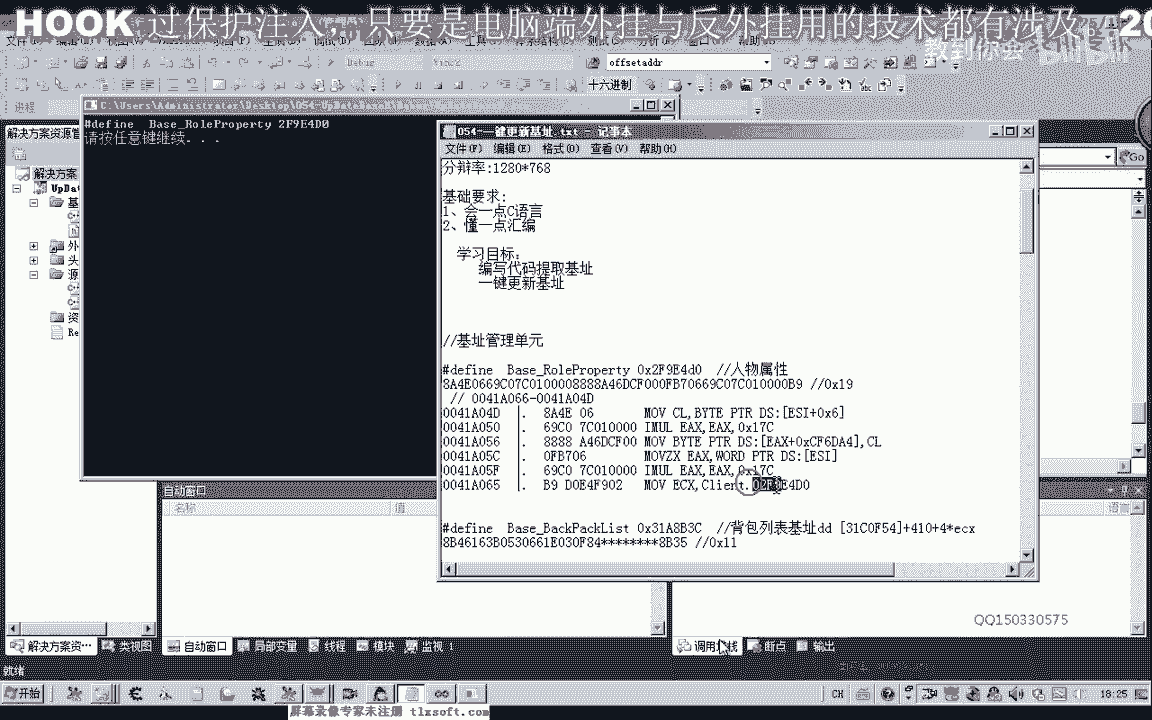 HOOK 过保护注入，只要是电脑端外挂与反外挂用的技术都有涉及。20
教到你会
offsetaddr
十六进制
进程
C:\Users\Administrator\Desktop\054-UpDateBase
#define  Base_RoleProperty 2F9E4D0
请按任意键继续. . .
解决方案资源管
解决方案
UpDat
基
外
头
源
资
Re
054-一键更新基址.txt - 记事本
文件(F)  编辑(E)  格式(O)  查看(V)  帮助(H)
分辩率:1280*768
基础要求:
1、会一点C语言
2、懂一点汇编
学习目标：
编写代码提取基址
一键更新基址
//基址管理单元
#define  Base_RoleProperty 0x2F9E4d0  //人物属性
8A4E0669C07C0100008888A46DCF000FB70669C07C010000B9 //0x19
// 0041A066-0041A04D
0041A04D  |.  8A4E 06       MOV CL,BYTE PTR DS:[ESI+0x6]
0041A050  |.  69C0 7C010000 IMUL EAX,EAX,0x17C
0041A056  |.  8888 A46DCF00 MOV BYTE PTR DS:[EAX+0xCF6DA4],CL
0041A05C  |.  0FB706        MOVZX EAX,WORD PTR DS:[ESI]
0041A05F  |.  69C0 7C010000 IMUL EAX,EAX,0x17C
0041A065  |.  B9 D0E4F902   MOV ECX,Client.02F9E4D0
#define  Base_BackPackList 0x31A8B3C  //背包列表基址dd [31C0F54]+410+4*ecx
8B46163B0530661E030F84********8B35 //0x11
Go
自动窗口
名称 值
语言
QQ150330575
解决方案资… 类视图 自动窗口 局部变量 线程 模块 监视 1
调用堆栈 断点 输出
就绪
开始
CH
18:25
屏幕录像专家未注册 tlxsoft.com